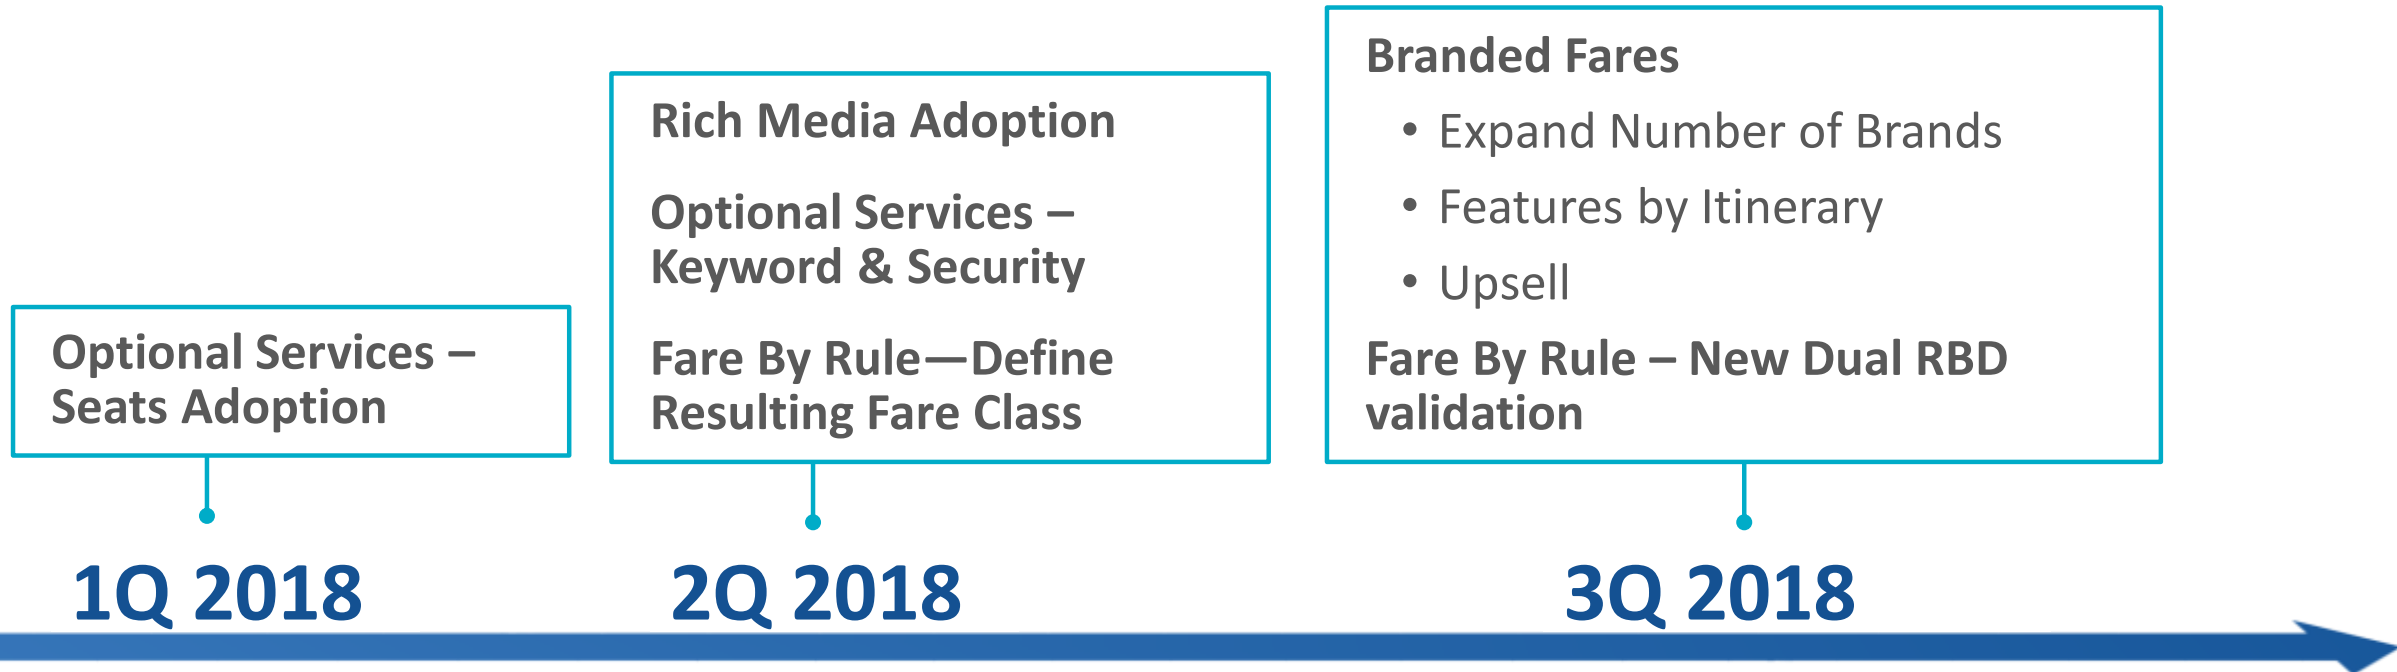 Optional Services –
Seats Adoption
1Q 2018
Rich Media Adoption
Optional Services –
Keyword & Security
Fare By Rule—Define
Resulting Fare Class
2Q 2018
Branded Fares
• Expand Number of Brands
• Features by Itinerary
• Upsell
Fare By Rule – New Dual RBD
validation
3Q 2018